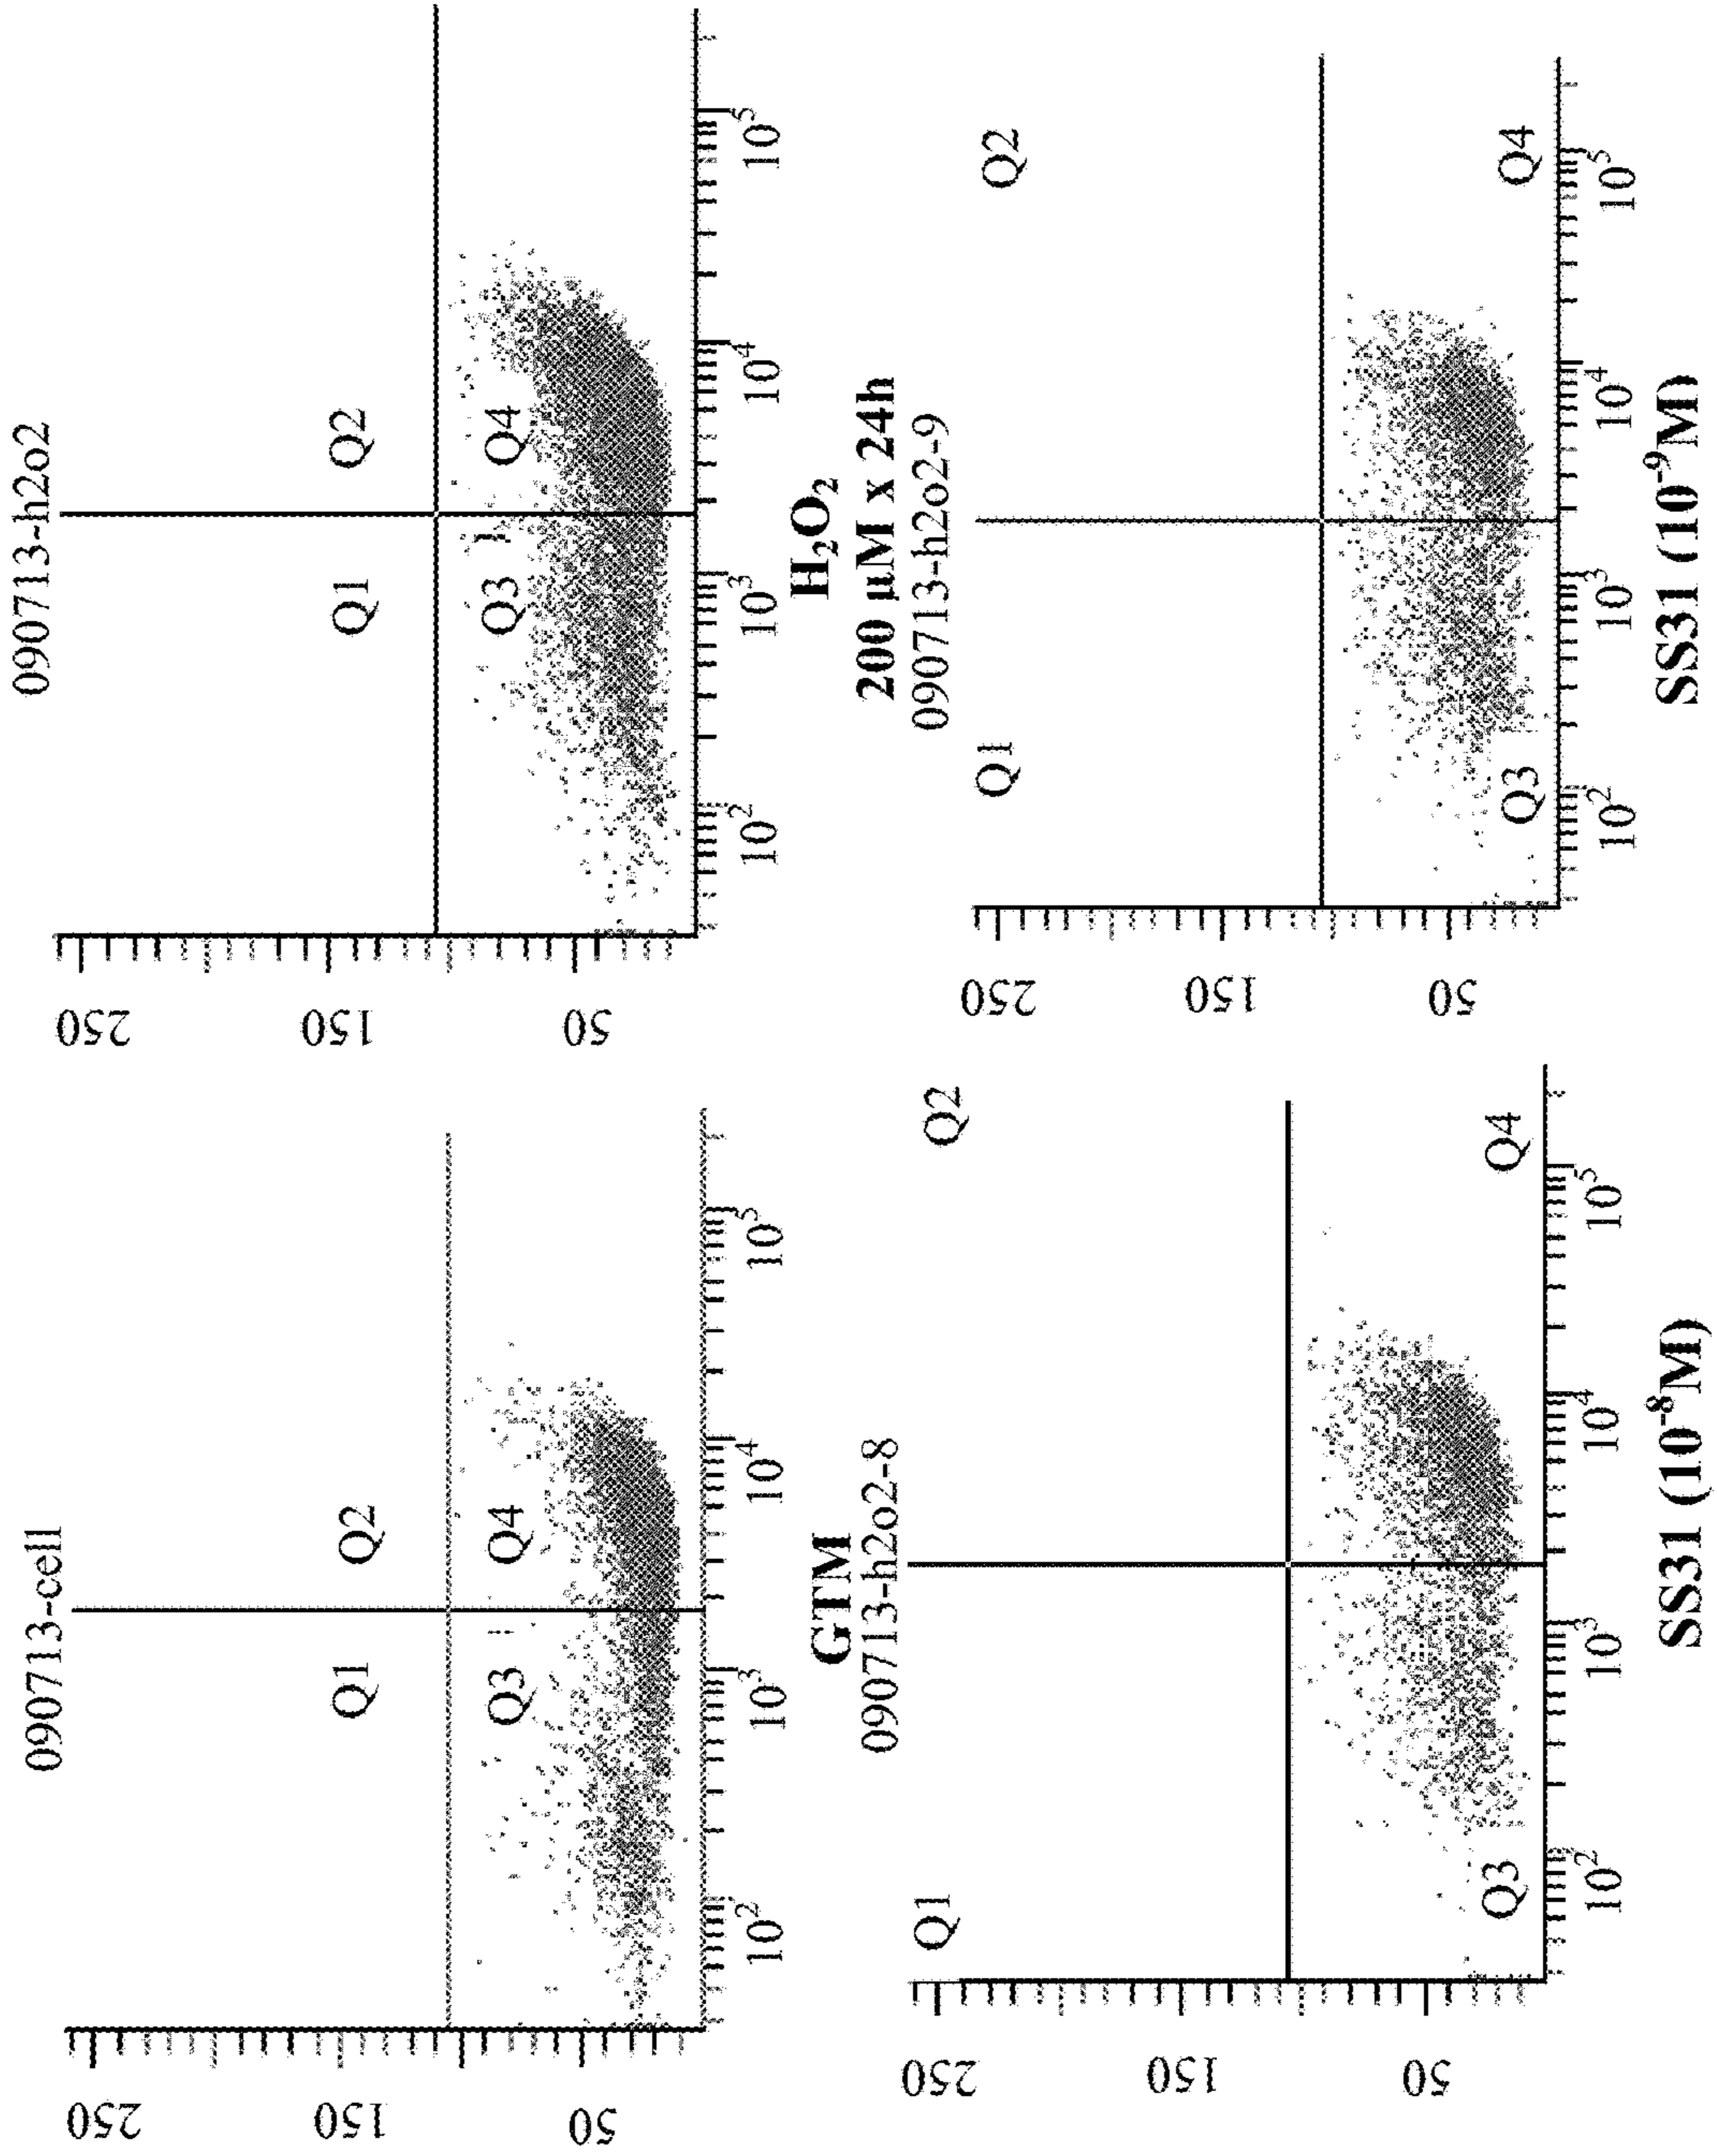 090713-cell
250
150
50
Q1
Q2
Q3
Q4
10²
10³
10⁴
10⁵
GTM
090713-h2o2
250
150
50
Q1
Q2
Q3
Q4
10²
10³
10⁴
10⁵
H₂O₂
200 µM x 24h
090713-h2o2-8
250
150
50
Q1
Q2
Q3
Q4
10²
10³
10⁴
10⁵
SS31 (10⁻⁸M)
090713-h2o2-9
250
150
50
Q1
Q2
Q3
Q4
10²
10³
10⁴
10⁵
SS31 (10⁻⁹M)